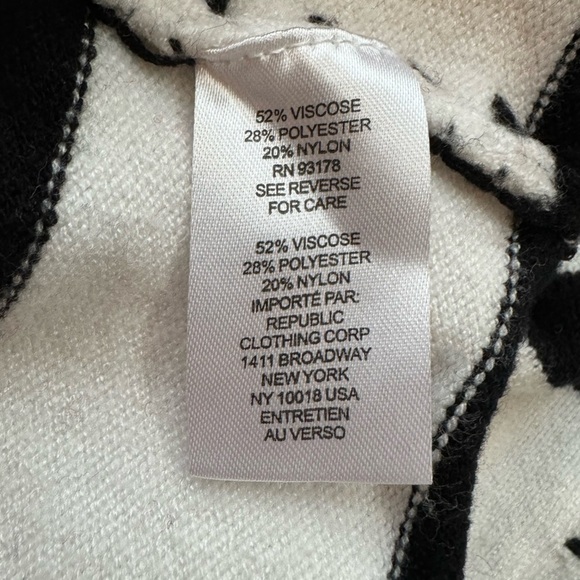 52% VISCOSE
28% POLYESTER
20% NYLON
RN 93178
SEE REVERSE
FOR CARE
52% VISCOSE
28% POLYESTER
20% NYLON
IMPORTÉ PAR:
REPUBLIC
CLOTHING CORP
1411 BROADWAY
NEW YORK
NY 10018 USA
ENTRETIEN
AU VERSO